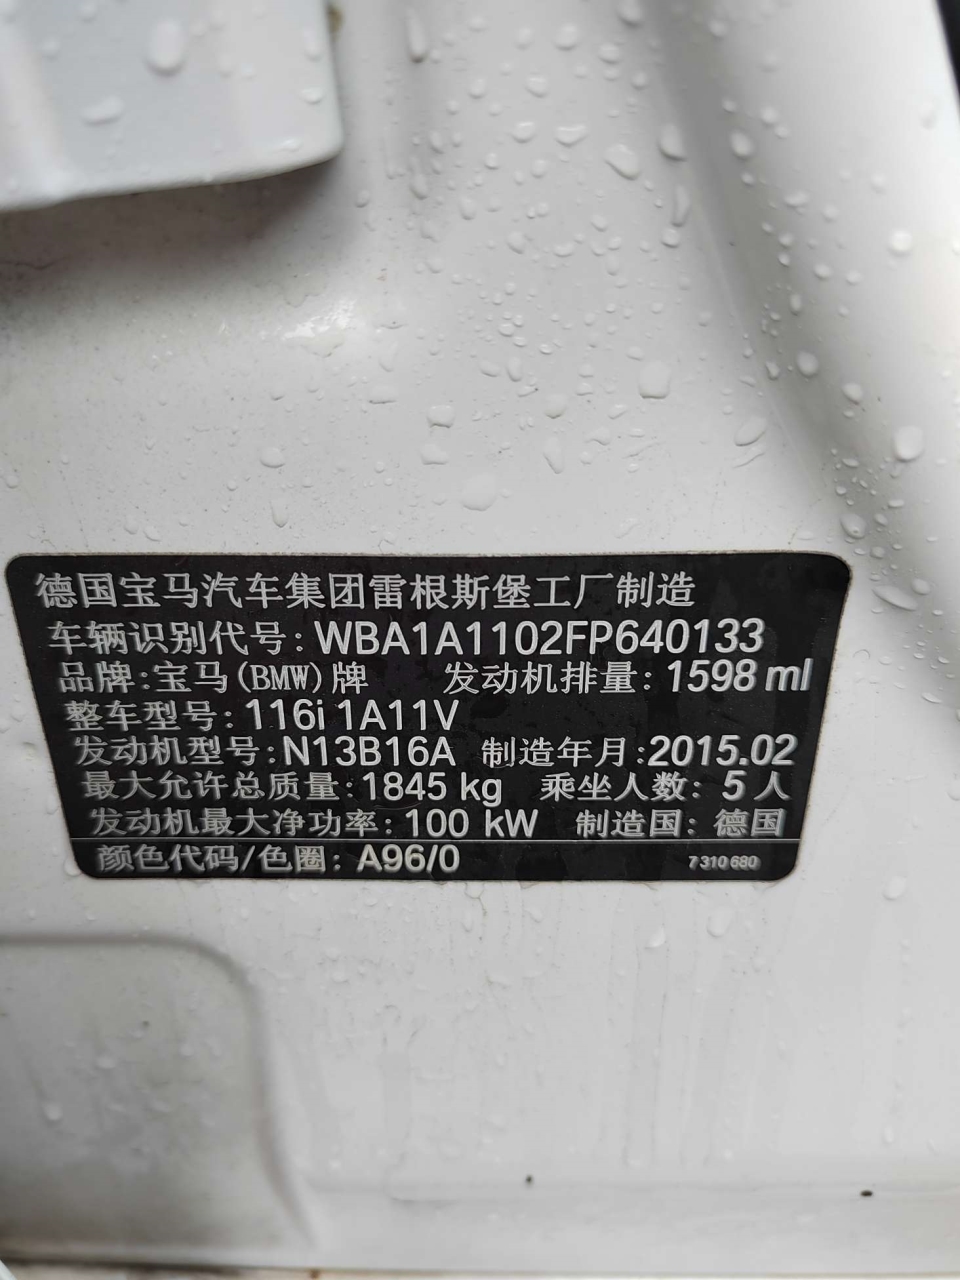 德国宝马汽车集团雷根斯堡工厂制造
车辆识别代号: WBA1A1102FP640133
品牌:宝马(BMW)牌 发动机排量: 1598 ml
整车型号: 116i 1A11V
发动机型号: N13B16A 制造年月:2015.02
最大允许总质量: 1845 kg 乘坐人数: 5 人
发动机最大净功率: 100 kW 制造国: 德国
颜色代码/色圈: A96/0 7 310 680